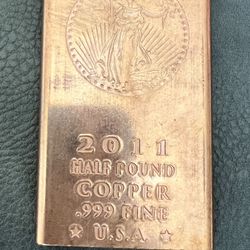 2011
HALF POUND
COPPER
.999 FINE
★ U.S.A. ★